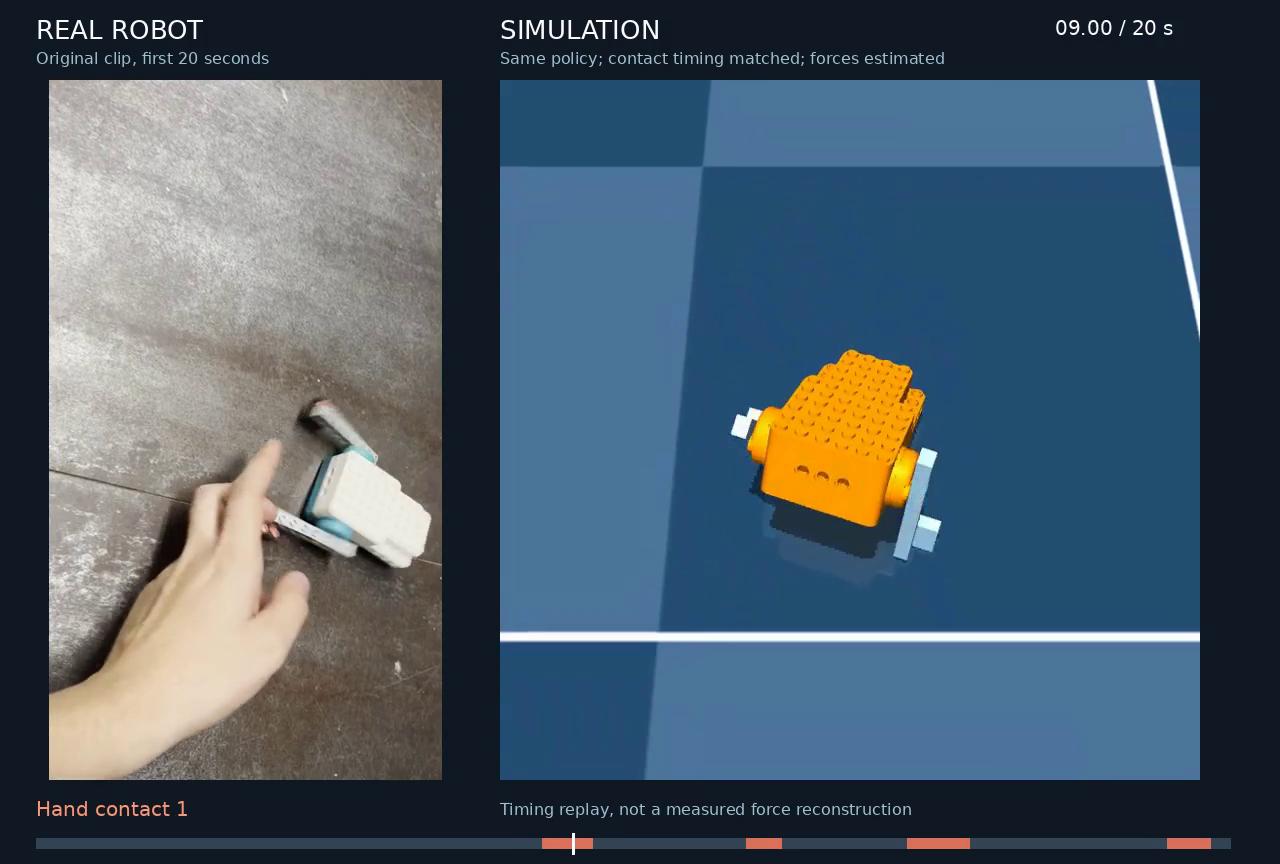 REAL ROBOT
Original clip, first 20 seconds
SIMULATION
Same policy; contact timing matched; forces estimated
09.00 / 20 s
Hand contact 1
Timing replay, not a measured force reconstruction